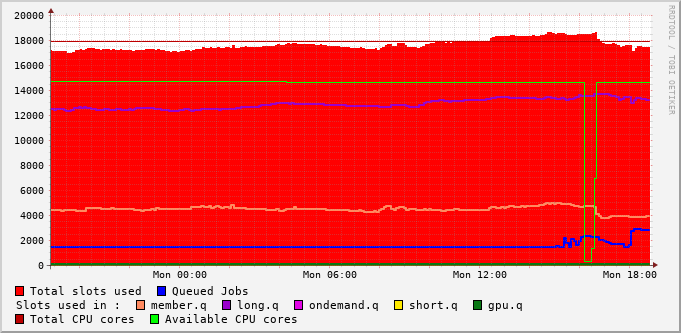 20000
18000
16000
14000
12000
10000
8000
6000
4000
2000
0
Mon 00:00 Mon 06:00 Mon 12:00 Mon 18:00
Total slots used Queued Jobs
Slots used in : member.q long.q ondemand.q short.q gpu.q
Total CPU cores Available CPU cores
RRDTOOL / TOBI OETIKER